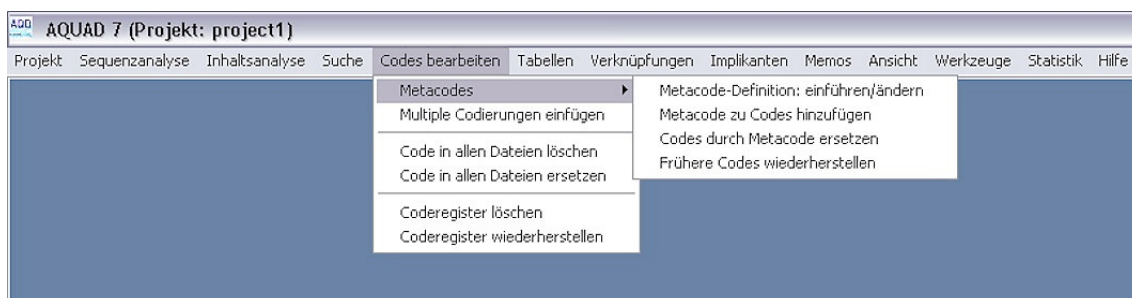 AQUAD 7 (Projekt: project1)
Projekt Sequenzanalyse Inhaltsanalyse Suche Codes bearbeiten Tabellen Verknüpfungen Implikanten Memos Ansicht Werkzeuge Statistik Hilfe
Metacodes
Multiple Codierungen einfügen
Code in allen Dateien löschen
Code in allen Dateien ersetzen
Coderegister löschen
Coderegister wiederherstellen
Metacode-Definition: einführen/ändern
Metacode zu Codes hinzufügen
Codes durch Metacode ersetzen
Frühere Codes wiederherstellen